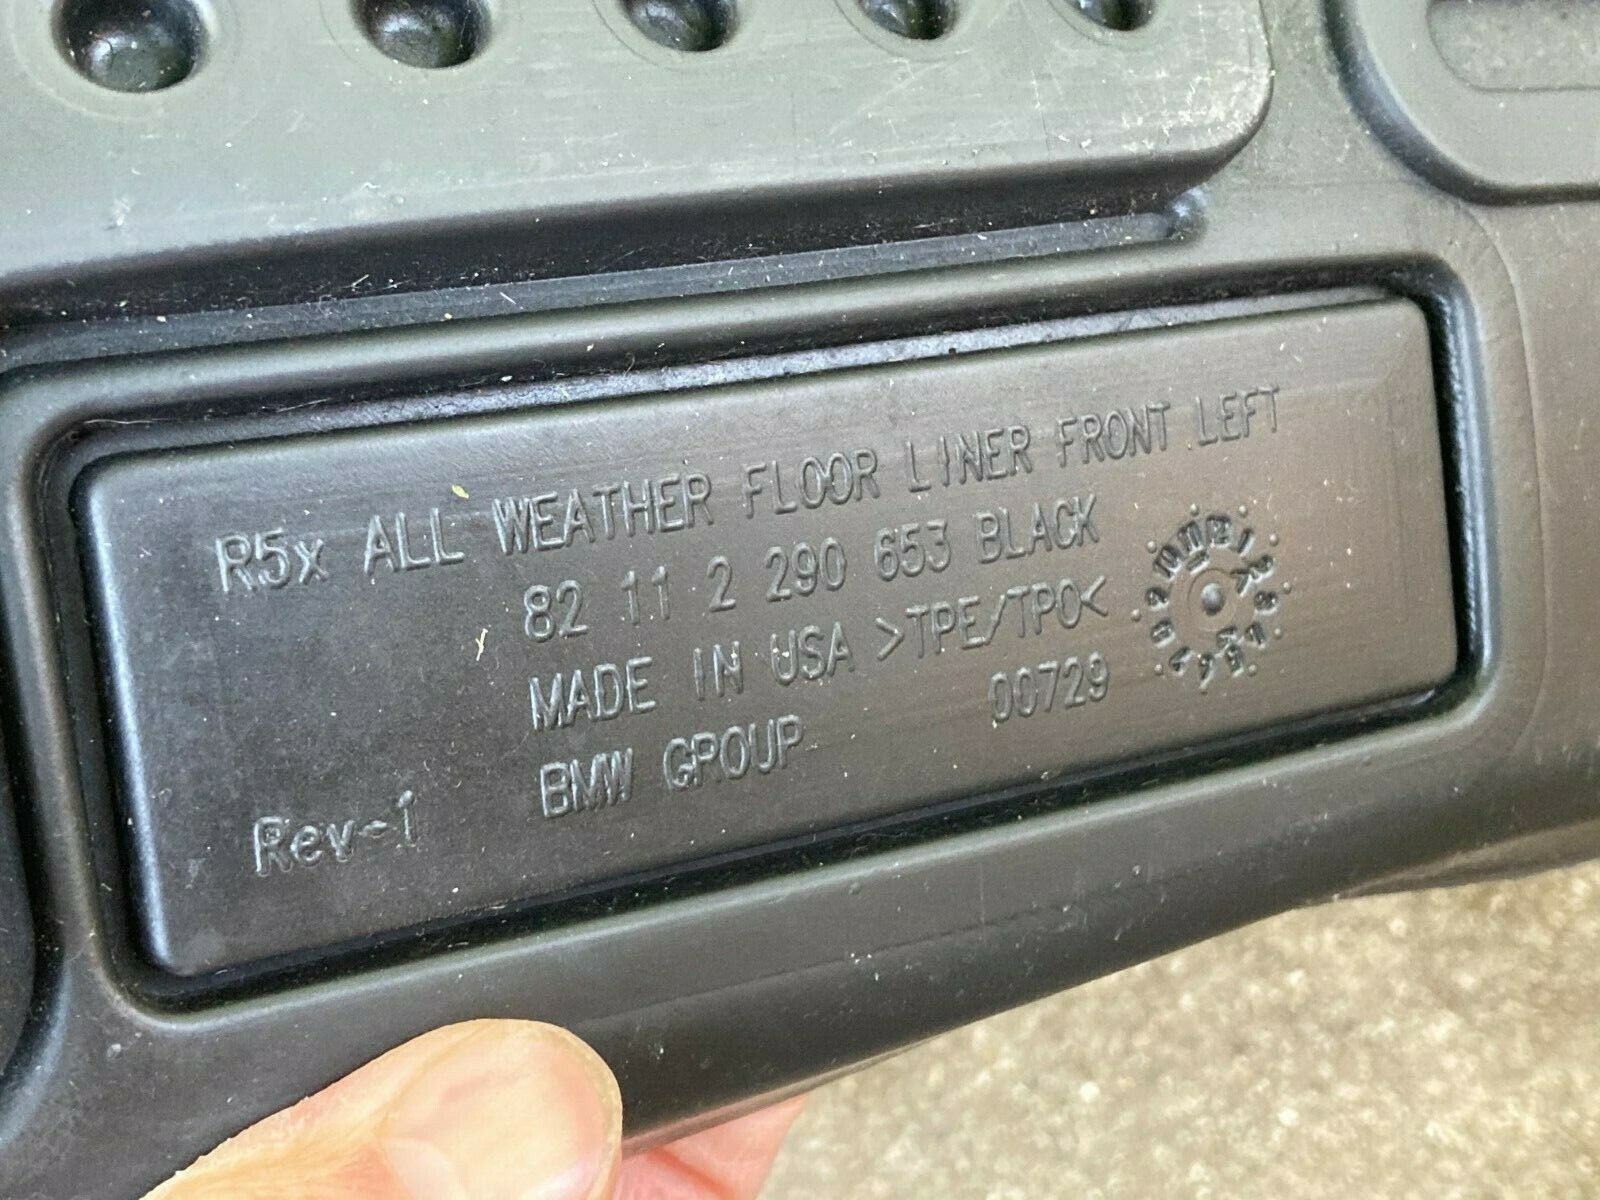 R5x ALL WEATHER FLOOR LINER FRONT LEFT
82 11 2 290 653 BLACK
MADE IN USA >TPE/TPO<
BMW GROUP 00729
Rev-1